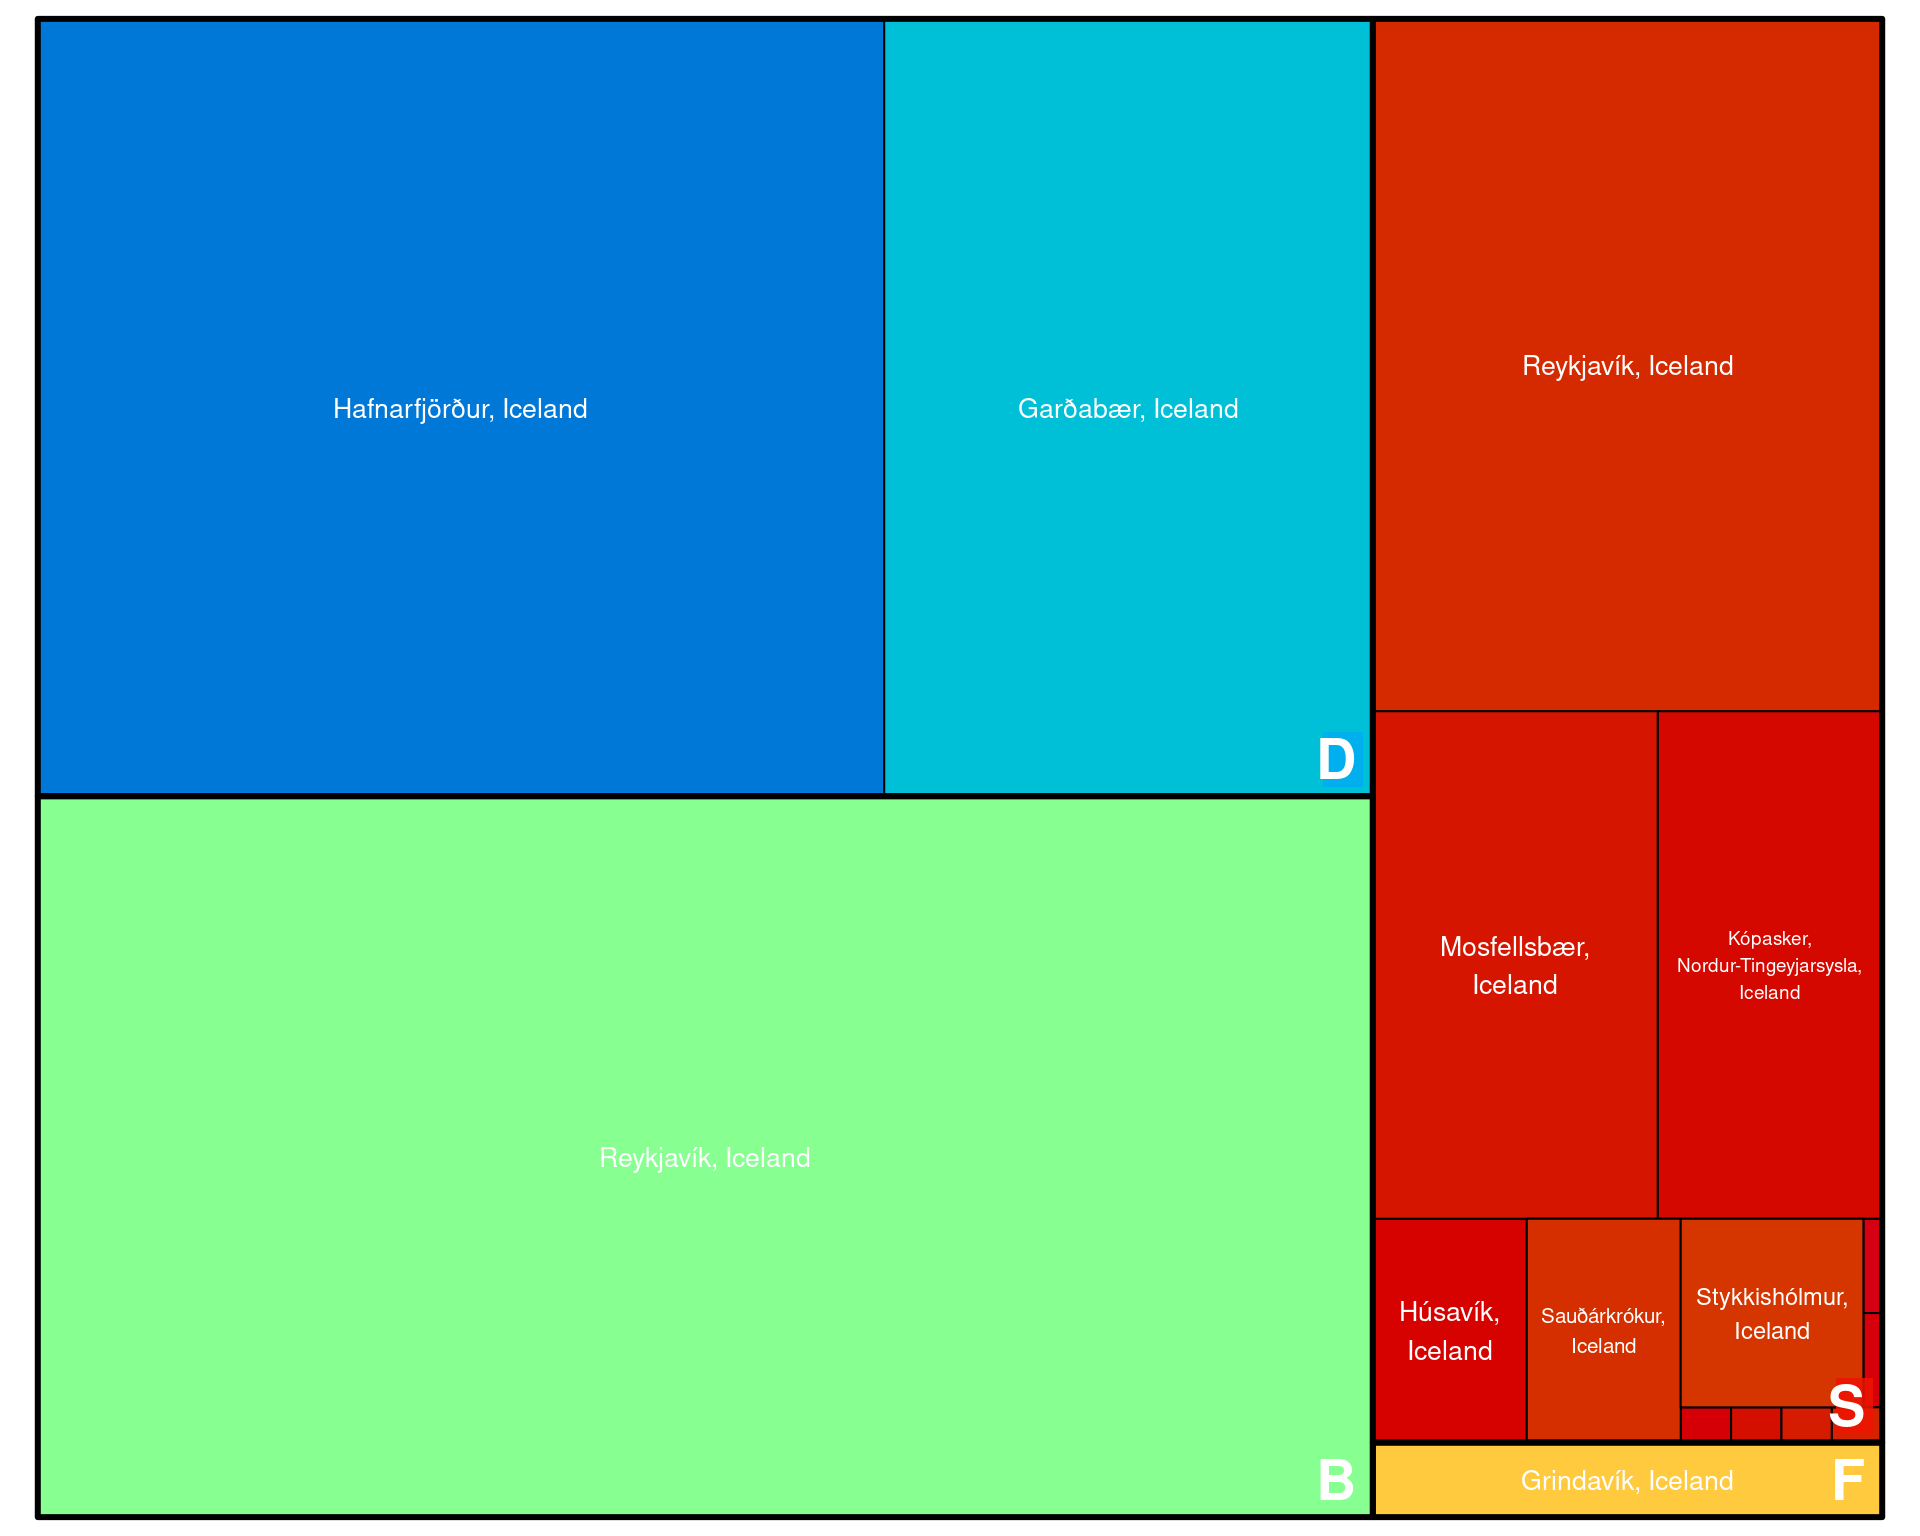 Hafnarfjörður, Iceland
Garðabær, Iceland
D
Reykjavík, Iceland
B
Reykjavík, Iceland
Mosfellsbær,
Iceland
Kópasker,
Nordur-Tingeyjarsysla,
Iceland
Húsavík,
Iceland
Sauðárkrókur,
Iceland
Stykkishólmur,
Iceland
S
Grindavík, Iceland
F